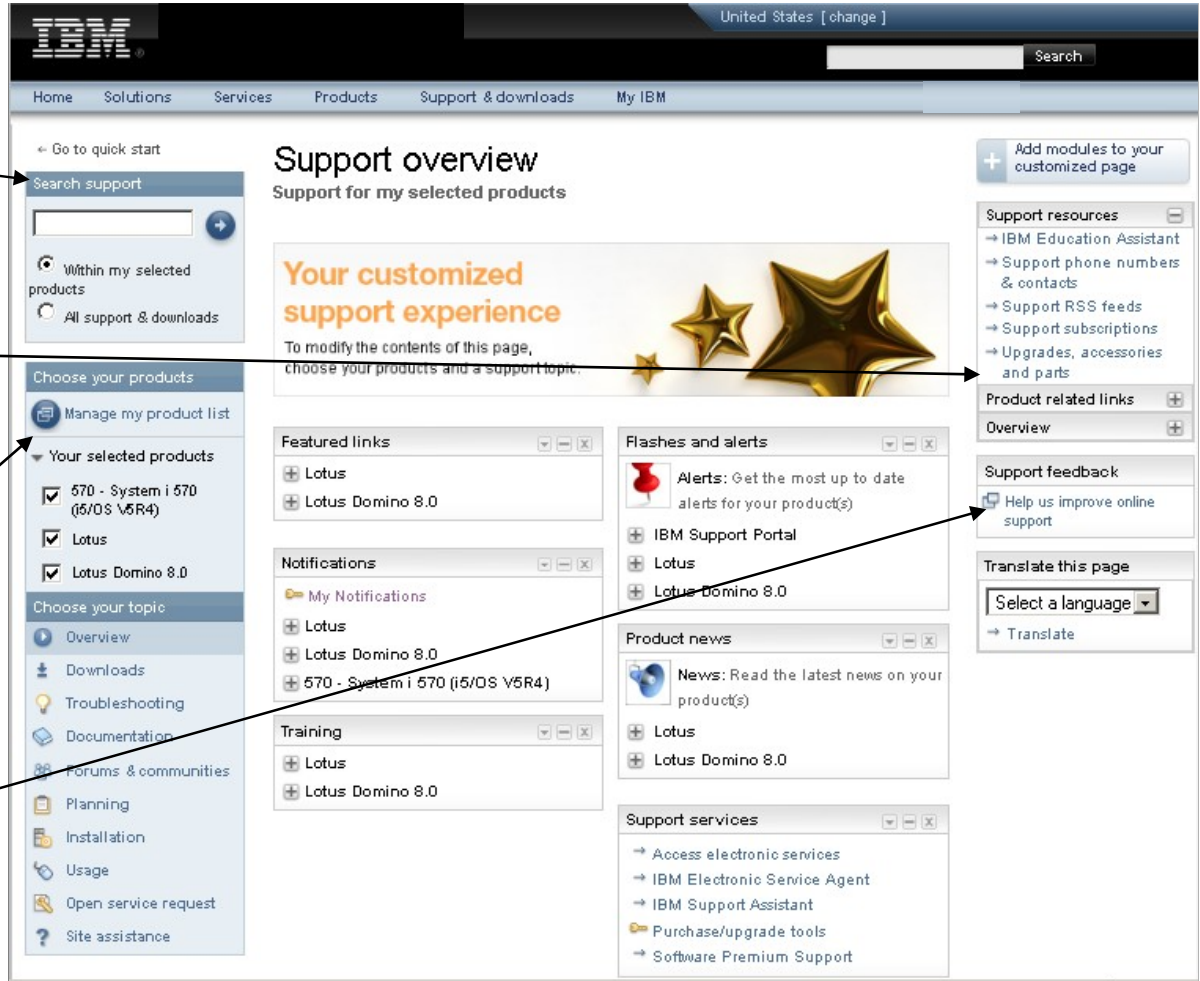 IBM®
United States [ change ]
Search
Home Solutions Services Products Support & downloads My IBM
← Go to quick start
Search support
Within my selected
products
All support & downloads
Choose your products
Manage my product list
Your selected products
570 - System i 570
(i5/OS V5R4)
Lotus
Lotus Domino 8.0
Choose your topic
Overview
Downloads
Troubleshooting
Documentation
Forums & communities
Planning
Installation
Usage
Open service request
Site assistance
Support overview
Support for my selected products
Your customized
support experience
To modify the contents of this page,
choose your products and a support topic.
Featured links
Lotus
Lotus Domino 8.0
Notifications
My Notifications
Lotus
Lotus Domino 8.0
570 - System i 570 (i5/OS V5R4)
Training
Lotus
Lotus Domino 8.0
Flashes and alerts
Alerts: Get the most up to date
alerts for your product(s)
IBM Support Portal
Lotus
Lotus Domino 8.0
Product news
News: Read the latest news on your
product(s)
Lotus
Lotus Domino 8.0
Support services
→ Access electronic services
→ IBM Electronic Service Agent
→ IBM Support Assistant
Purchase/upgrade tools
→ Software Premium Support
Add modules to your
customized page
Support resources
→ IBM Education Assistant
→ Support phone numbers
& contacts
→ Support RSS feeds
→ Support subscriptions
→ Upgrades, accessories
and parts
Product related links
Overview
Support feedback
Help us improve online
support
Translate this page
Select a language
→ Translate